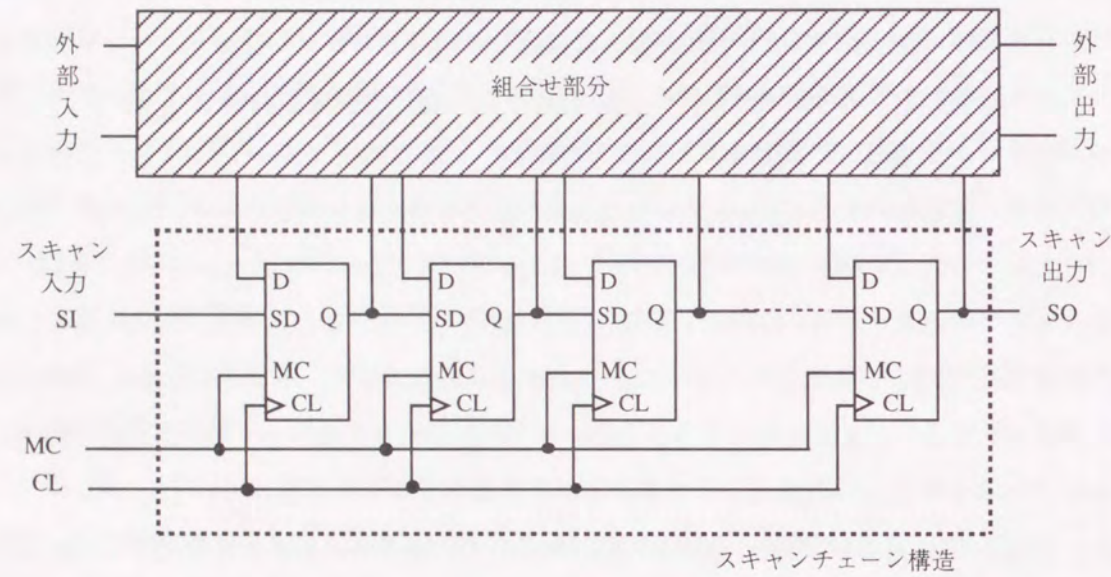 外部入力
組合せ部分
外部出力
スキャン入力
SI
スキャン出力
SO
D
SD Q
MC
CL
D
SD Q
MC
CL
D
SD Q
MC
CL
D
SD Q
MC
CL
MC
CL
スキャンチェーン構造